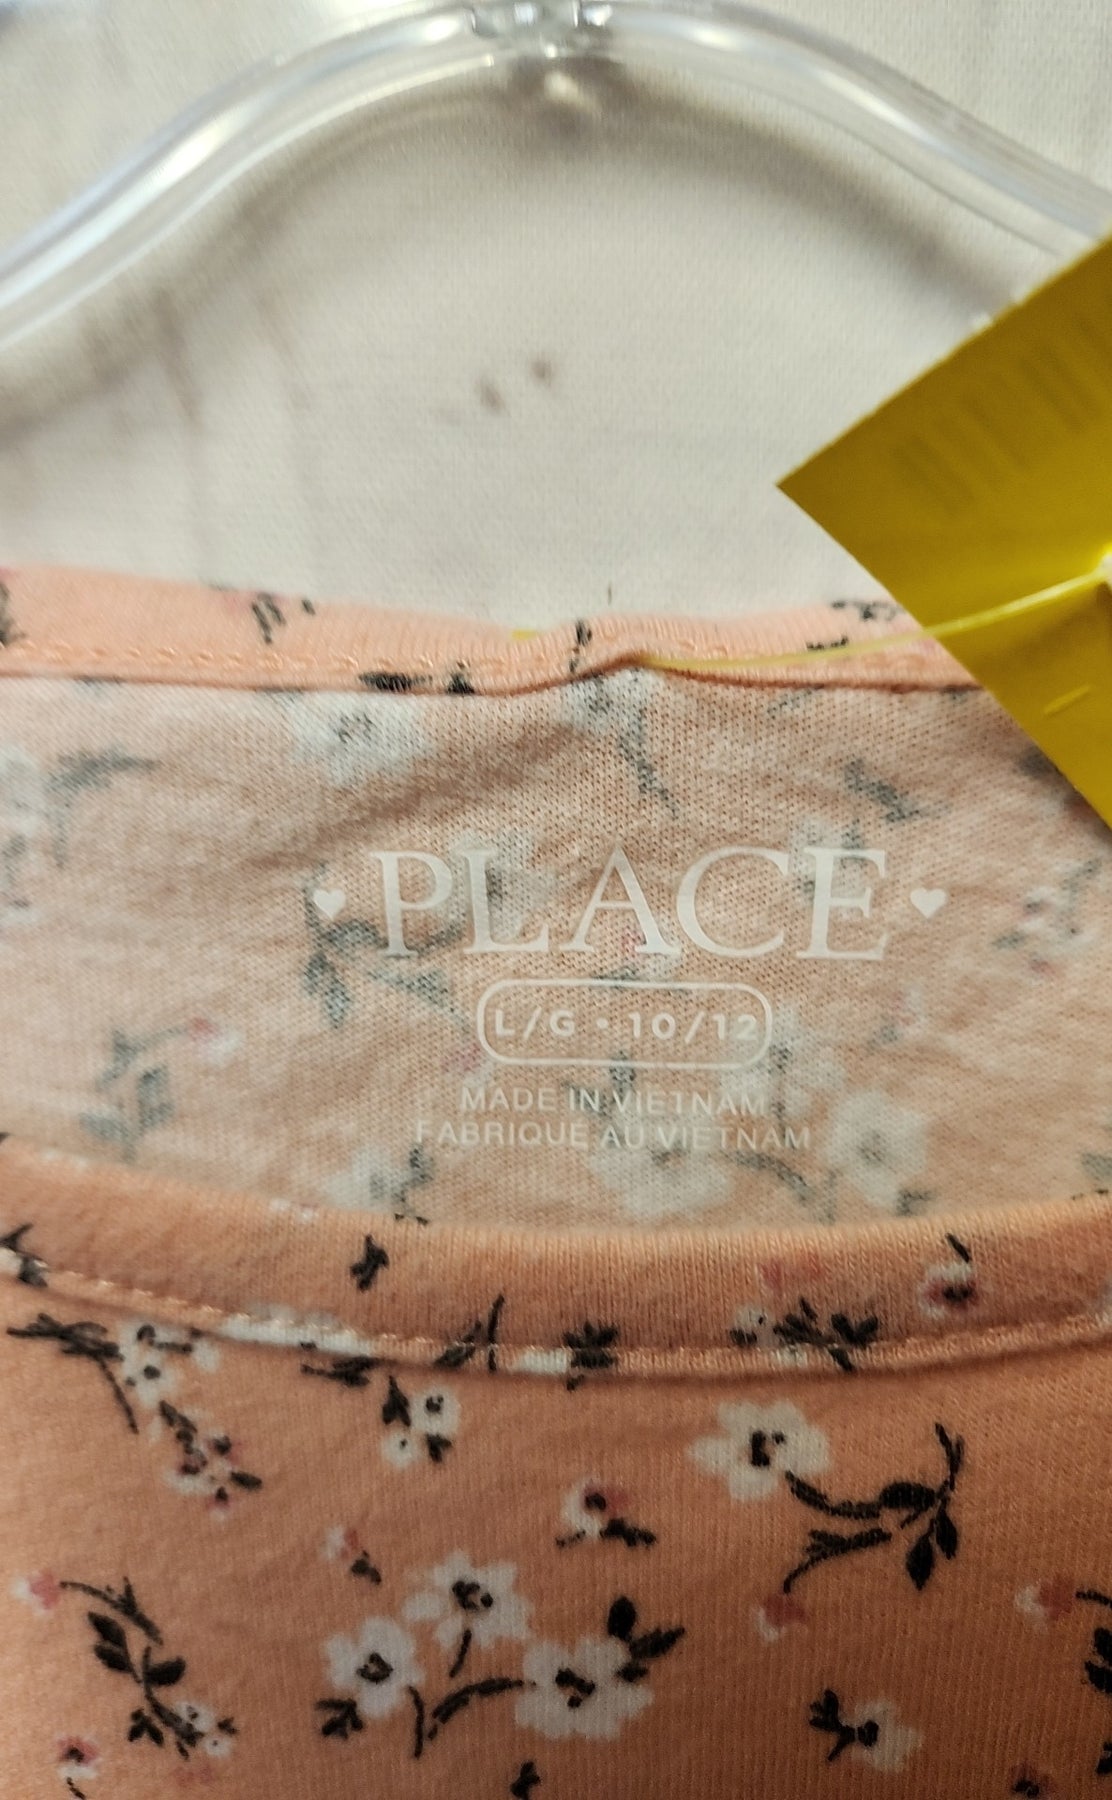 ♥ PLACE ♥
L/G • 10/12
MADE IN VIETNAM
FABRIQUÉ AU VIETNAM